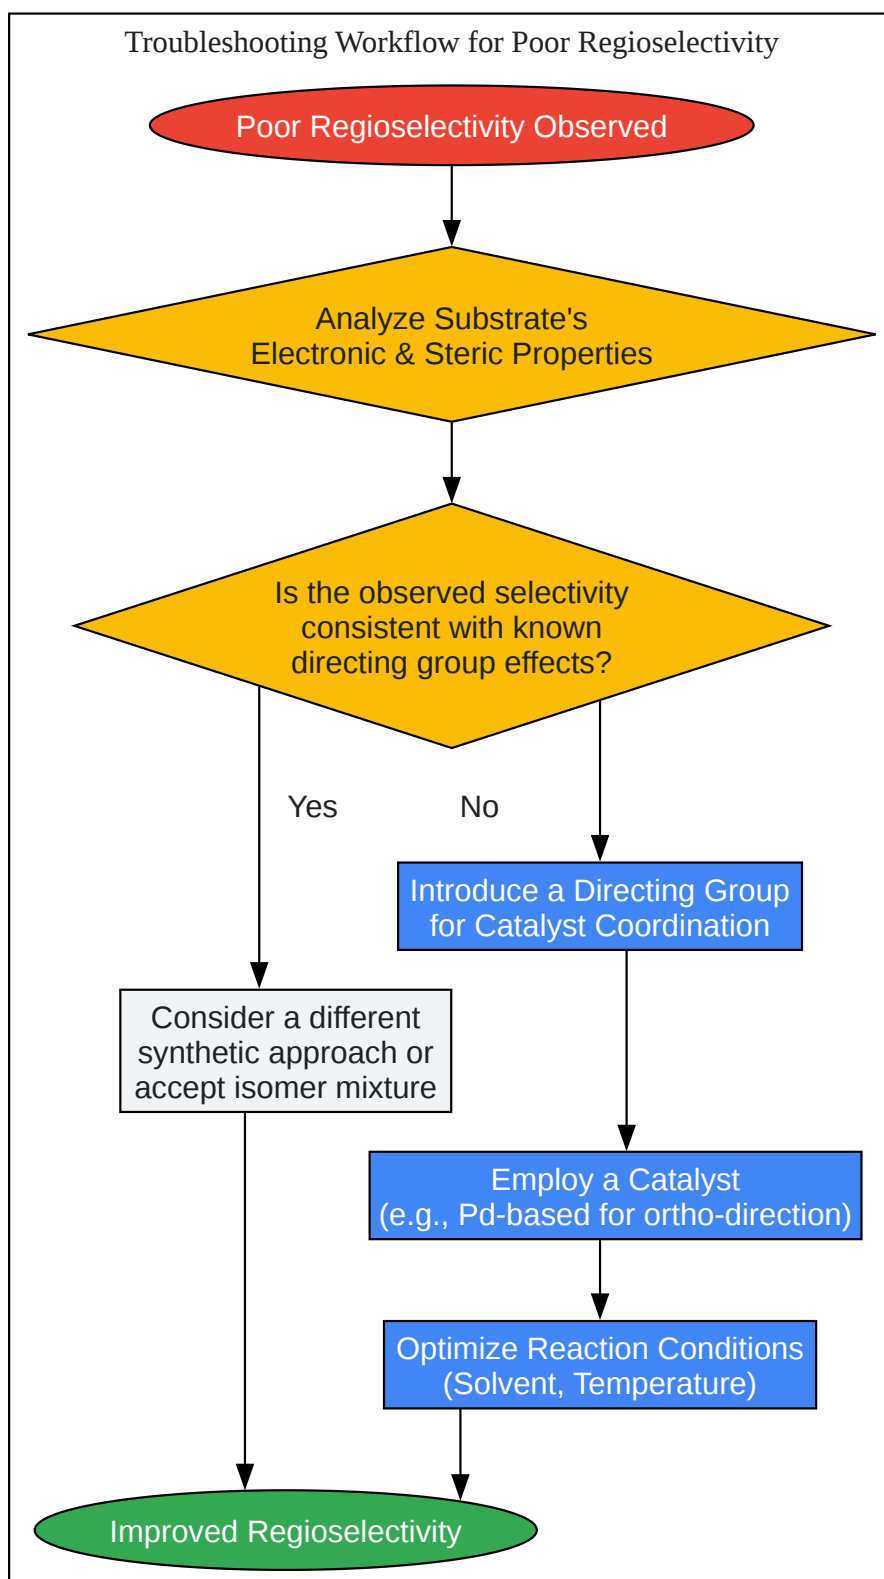 Troubleshooting Workflow for Poor Regioselectivity
Poor Regioselectivity Observed
Analyze Substrate's
Electronic & Steric Properties
Is the observed selectivity
consistent with known
directing group effects?
Yes
No
Introduce a Directing Group
for Catalyst Coordination
Consider a different
synthetic approach or
accept isomer mixture
Employ a Catalyst
(e.g., Pd-based for ortho-direction)
Optimize Reaction Conditions
(Solvent, Temperature)
Improved Regioselectivity